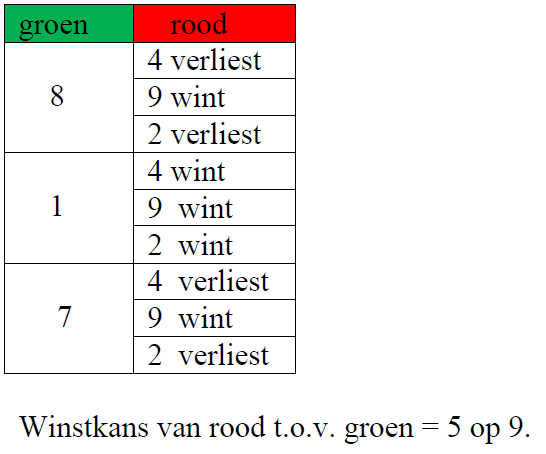 groen rood
8
4 verliest
9 wint
2 verliest
1
4 wint
9 wint
2 wint
7
4 verliest
9 wint
2 verliest
Winstkans van rood t.o.v. groen = 5 op 9.